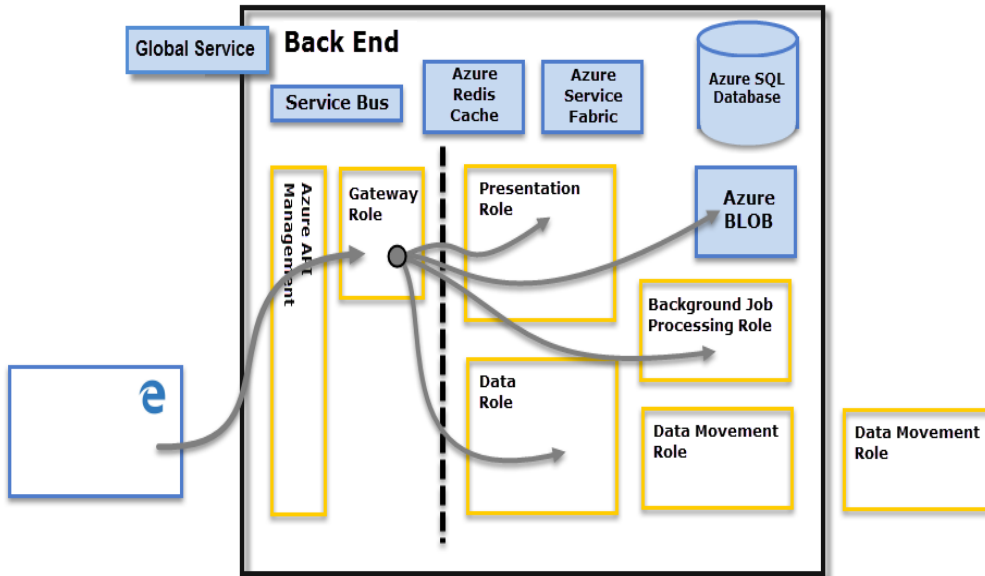 Global Service
Back End
Service Bus
Azure
Redis
Cache
Azure
Service
Fabric
Azure SQL
Database
Azure API
Management
Gateway
Role
Presentation
Role
Azure
BLOB
Background Job
Processing Role
Data
Role
Data Movement
Role
Data Movement
Role